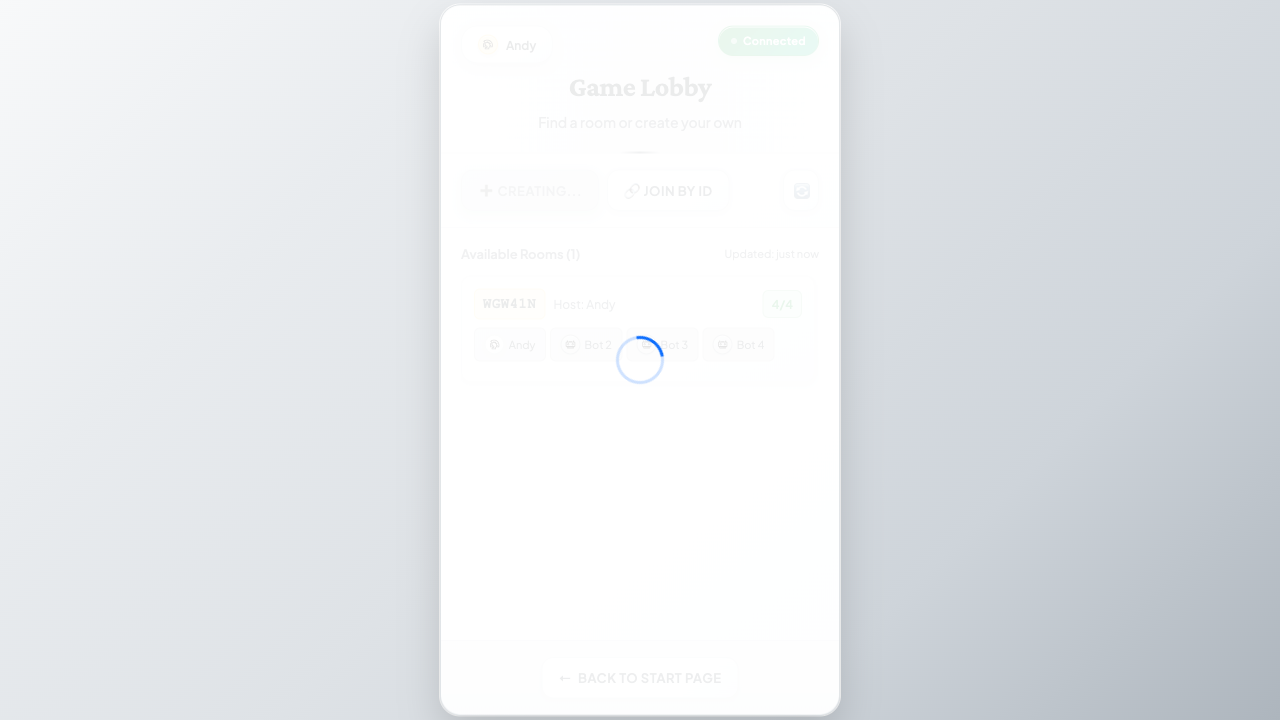 Andy
Connected
Game Lobby
Find a room or create your own
+ CREATING...
JOIN BY ID
Available Rooms (1)
Updated: just now
WGW41N Host: Andy 4/4
Andy Bot 2 Bot 3 Bot 4
← BACK TO START PAGE